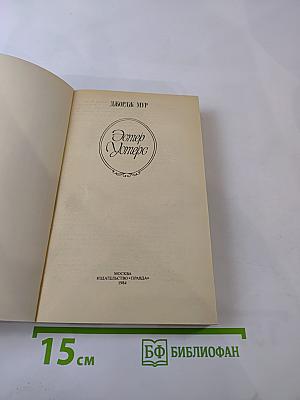 ДЖОРДЖ МУР
Эстер
Уотерс
МОСКВА
ИЗДАТЕЛЬСТВО «ПРАВДА»
1984
15 см
БФ БИБЛИОФАН